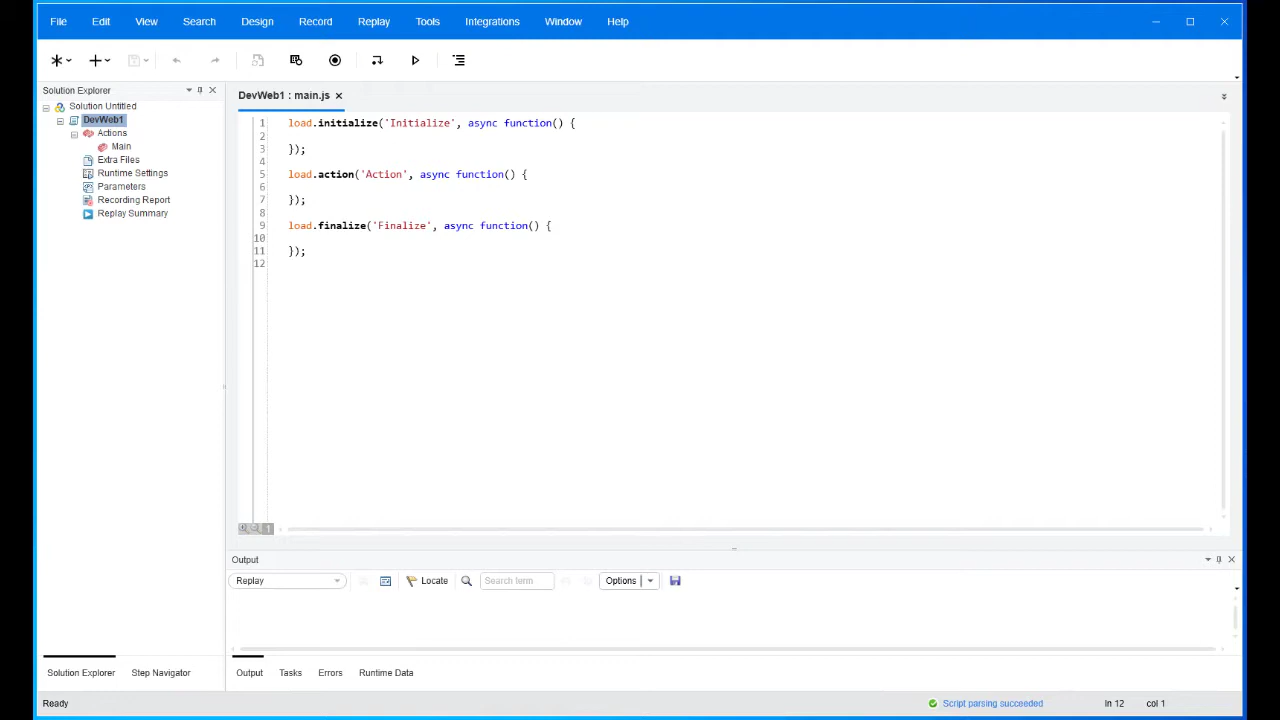 File Edit View Search Design Record Replay Tools Integrations Window Help
Solution Explorer
Solution Untitled
DevWeb1
Actions
Main
Extra Files
Runtime Settings
Parameters
Recording Report
Replay Summary
DevWeb1 : main.js
1 load.initialize('Initialize', async function() {
2
3 });
4
5 load.action('Action', async function() {
6
7 });
8
9 load.finalize('Finalize', async function() {
10
11 });
12
1
Output
Replay Locate Search term Options
Solution Explorer Step Navigator
Output Tasks Errors Runtime Data
Ready Script parsing succeeded ln 12 col 1